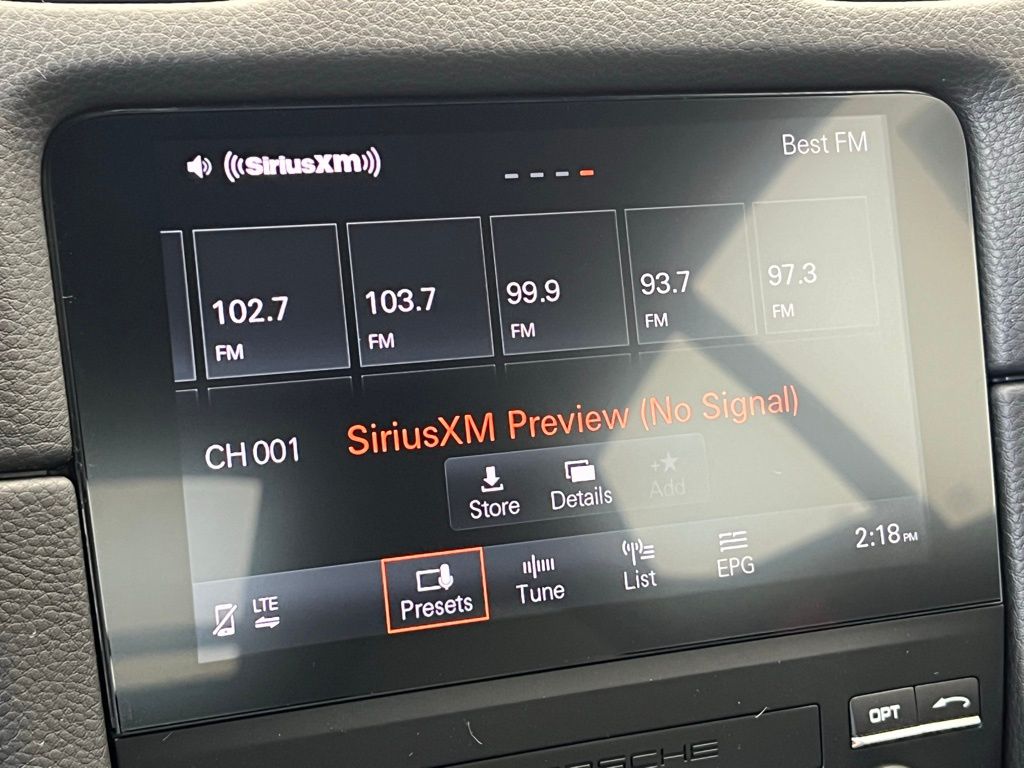 SiriusXM
Best FM
102.7
FM
103.7
FM
99.9
FM
93.7
FM
97.3
FM
CH 001
SiriusXM Preview (No Signal)
Store
Details
Add
LTE
Presets
Tune
List
EPG
2:18 PM
OPT
PORSCHE